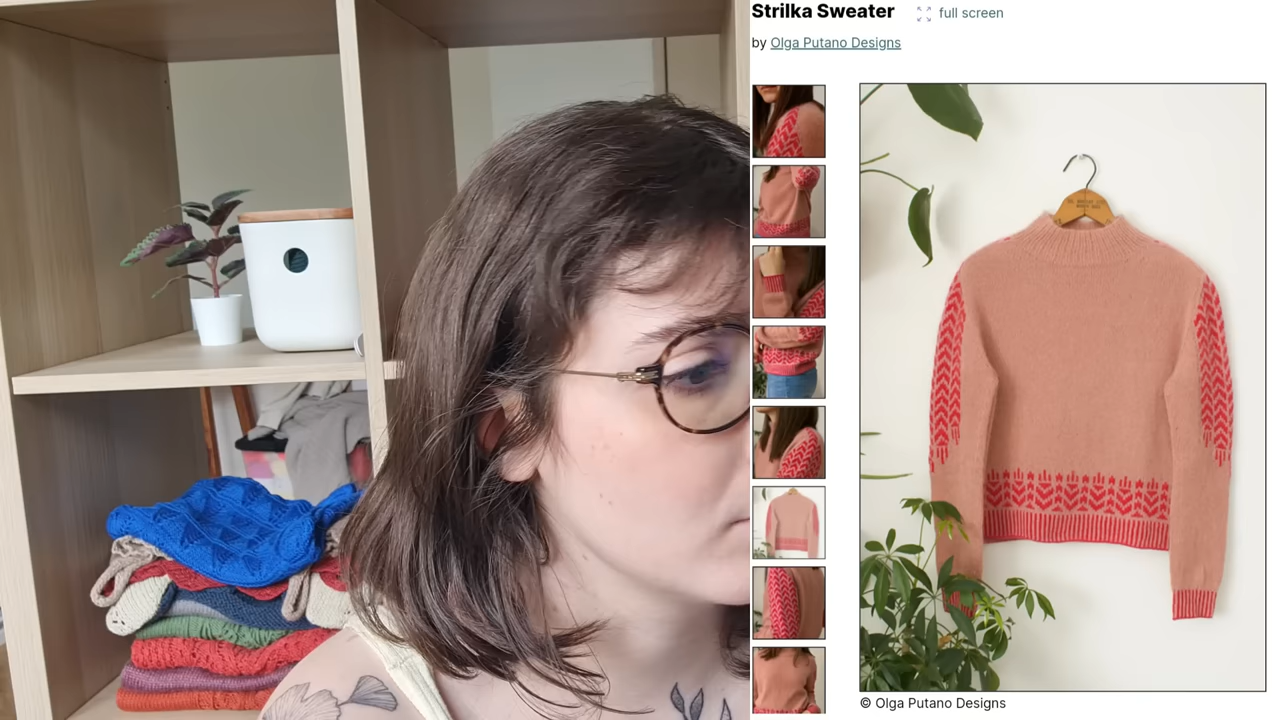 Strilka Sweater
full screen
by Olga Putano Designs
© Olga Putano Designs